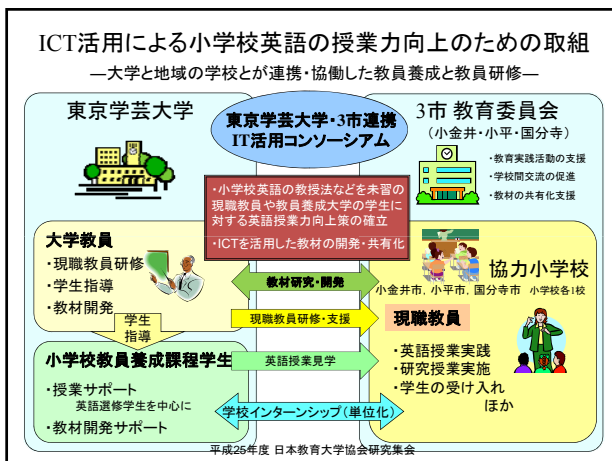 ICT活用による小学校英語の授業力向上のための取組
―大学と地域の学校とが連携・協働した教員養成と教員研修―
東京学芸大学
東京学芸大学・3市連携
IT活用コンソーシアム
3市 教育委員会
（小金井・小平・国分寺）
・教育実践活動の支援
・学校間交流の促進
・教材の共有化支援
・小学校英語の教授法などを未習の
現職教員や教員養成大学の学生に
対する英語授業力向上策の確立
・ICTを活用した教材の開発・共有化
大学教員
・現職教員研修
・学生指導
・教材開発
教材研究・開発
協力小学校
小金井市，小平市，国分寺市 小学校各1校
学生
指導
現職教員研修・支援
現職教員
・英語授業実践
・研究授業実施
・学生の受け入れ
ほか
小学校教員養成課程学生
・授業サポート
英語選修学生を中心に
・教材開発サポート
英語授業見学
学校インターンシップ（単位化）
平成25年度 日本教育大学協会研究集会